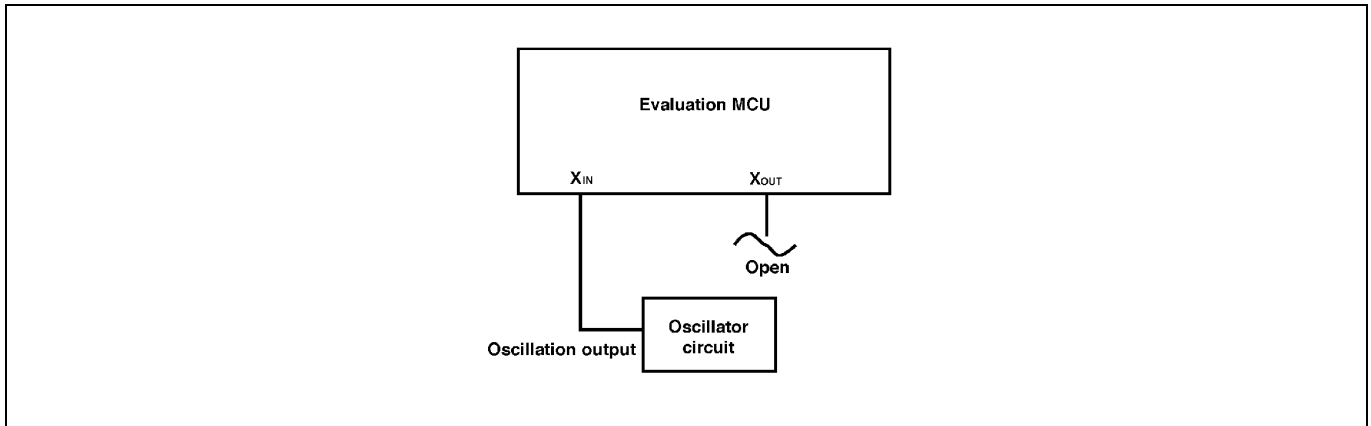 Evaluation MCU
XIN
XOUT
Open
Oscillation output
Oscillator
circuit